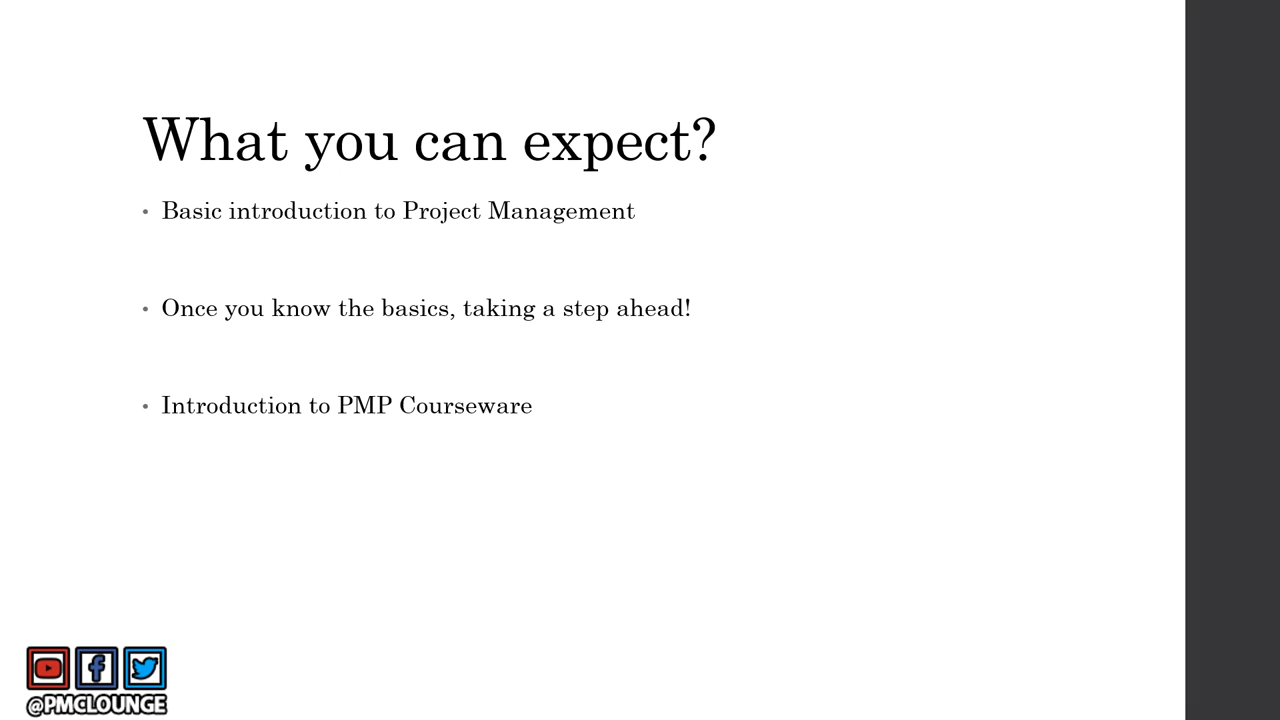 What you can expect?
• Basic introduction to Project Management
• Once you know the basics, taking a step ahead!
• Introduction to PMP Courseware
@PMCLOUNGE